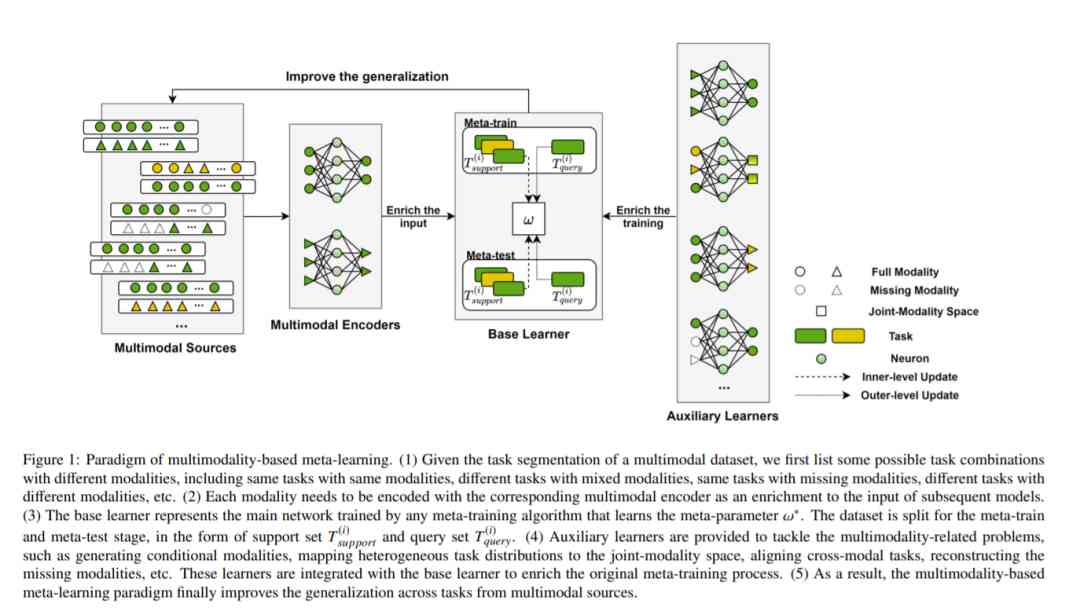 Improve the generalization
Meta-train
T(i)support
T(i)query
ω
Meta-test
T(i)support
T(i)query
Enrich the
input
Enrich the
training
...
...
...
...
...
...
...
...
...
...
...
Multimodal Sources
Multimodal Encoders
Base Learner
...
Auxiliary Learners
Full Modality
Missing Modality
Joint-Modality Space
Task
Neuron
Inner-level Update
Outer-level Update
Figure 1: Paradigm of multimodality-based meta-learning. (1) Given the task segmentation of a multimodal dataset, we first list some possible task combinations
with different modalities, including same tasks with same modalities, different tasks with mixed modalities, same tasks with missing modalities, different tasks with
different modalities, etc. (2) Each modality needs to be encoded with the corresponding multimodal encoder as an enrichment to the input of subsequent models.
(3) The base learner represents the main network trained by any meta-training algorithm that learns the meta-parameter ω*. The dataset is split for the meta-train
and meta-test stage, in the form of support set T(i)support and query set T(i)query. (4) Auxiliary learners are provided to tackle the multimodality-related problems,
such as generating conditional modalities, mapping heterogeneous task distributions to the joint-modality space, aligning cross-modal tasks, reconstructing the
missing modalities, etc. These learners are integrated with the base learner to enrich the original meta-training process. (5) As a result, the multimodality-based
meta-learning paradigm finally improves the generalization across tasks from multimodal sources.